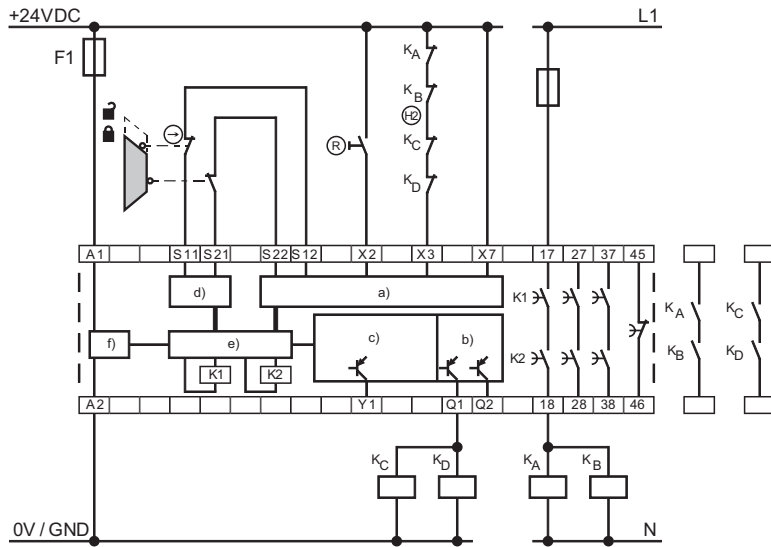 +24VDC
L1
F1
KA
KB
H2
R
KC
KD
A1 S11 S21 S22 S12 X2 X3 X7 17 27 37 45
d)
a)
K1
KA
KC
f)
e)
c)
b)
K1
K2
K2
KB
KD
A2 Y1 Q1 Q2 18 28 38 46
KC
KD
KA
KB
0V / GND
N